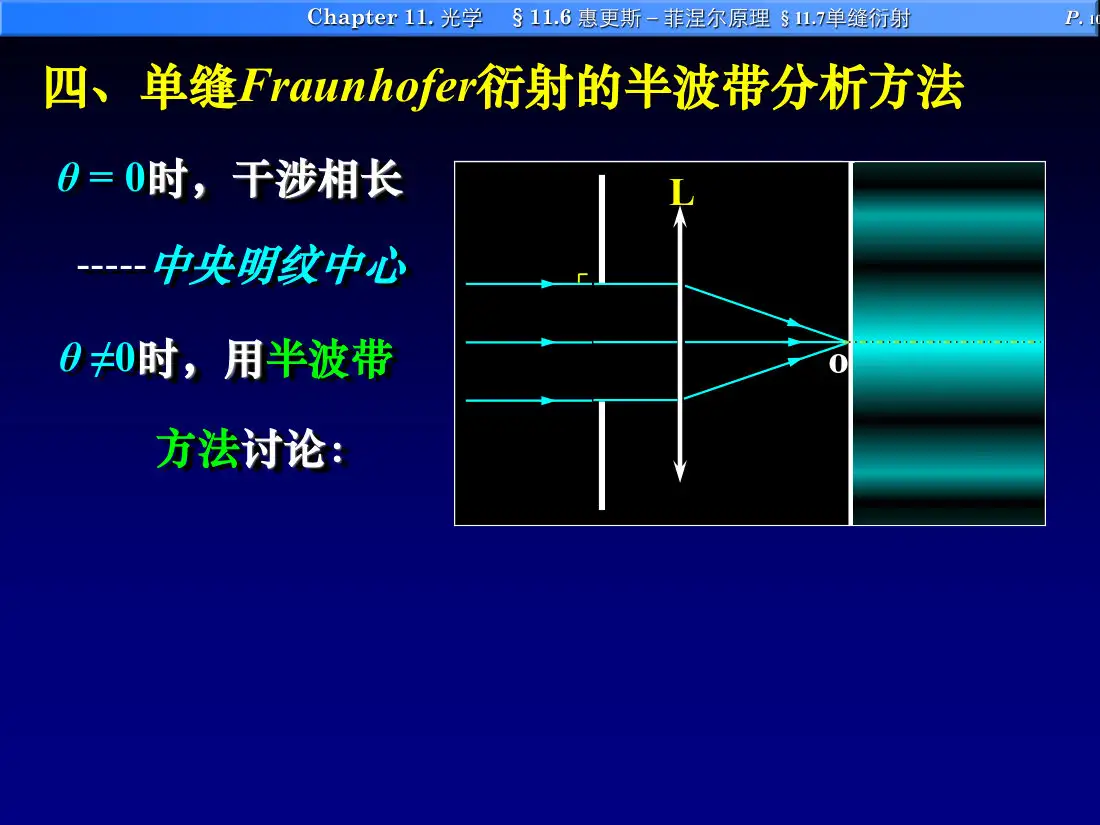 Chapter 11. 光学 § 11.6 惠更斯 – 菲涅尔原理 § 11.7单缝衍射 P. 10
四、单缝Fraunhofer衍射的半波带分析方法
θ = 0时，干涉相长
-----中央明纹中心
θ ≠0时，用半波带
方法讨论：
L
o